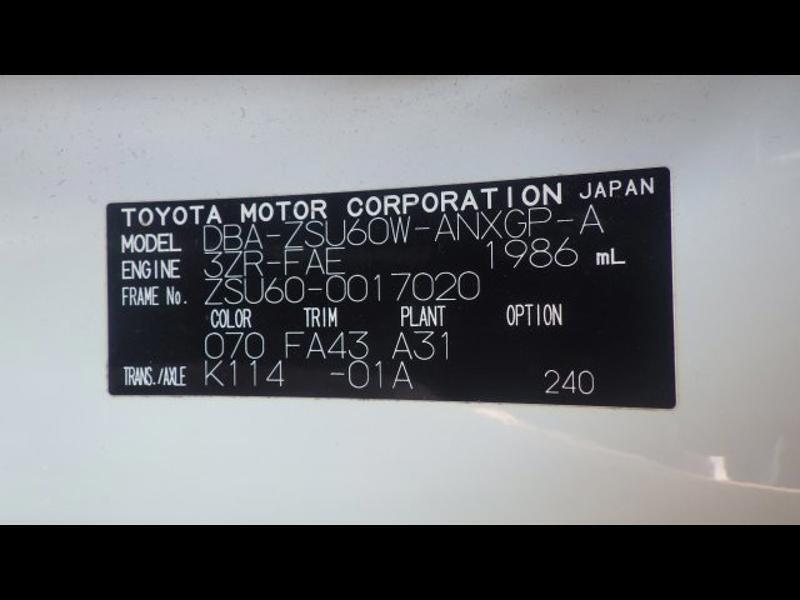 TOYOTA MOTOR CORPORATION JAPAN
MODEL DBA-ZSU60W-ANXGP-A
ENGINE 3ZR-FAE 1986 mL
FRAME No. ZSU60-0017020
COLOR TRIM PLANT OPTION
070 FA43 A31
TRANS./AXLE K114 -01A 240